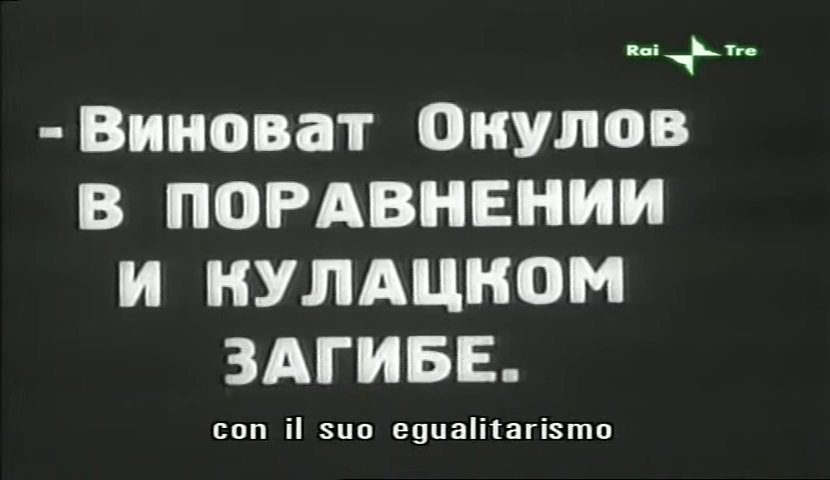 Rai Tre
- Виноват Окулов
в ПОРАВНЕНИИ
и КУЛАЦКОМ
ЗАГИБЕ.
con il suo egualitarismo